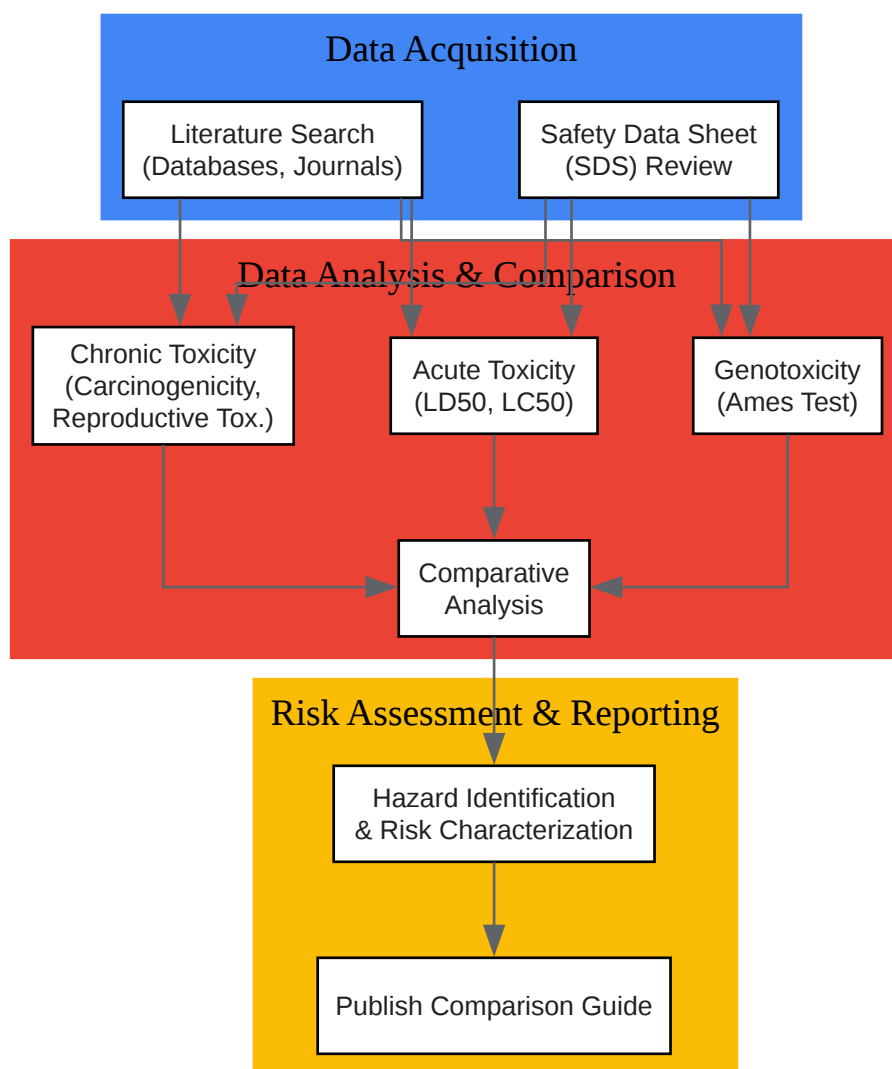 Data Acquisition
Literature Search
(Databases, Journals)
Safety Data Sheet
(SDS) Review
Data Analysis & Comparison
Chronic Toxicity
(Carcinogenicity,
Reproductive Tox.)
Acute Toxicity
(LD50, LC50)
Genotoxicity
(Ames Test)
Comparative
Analysis
Risk Assessment & Reporting
Hazard Identification
& Risk Characterization
Publish Comparison Guide